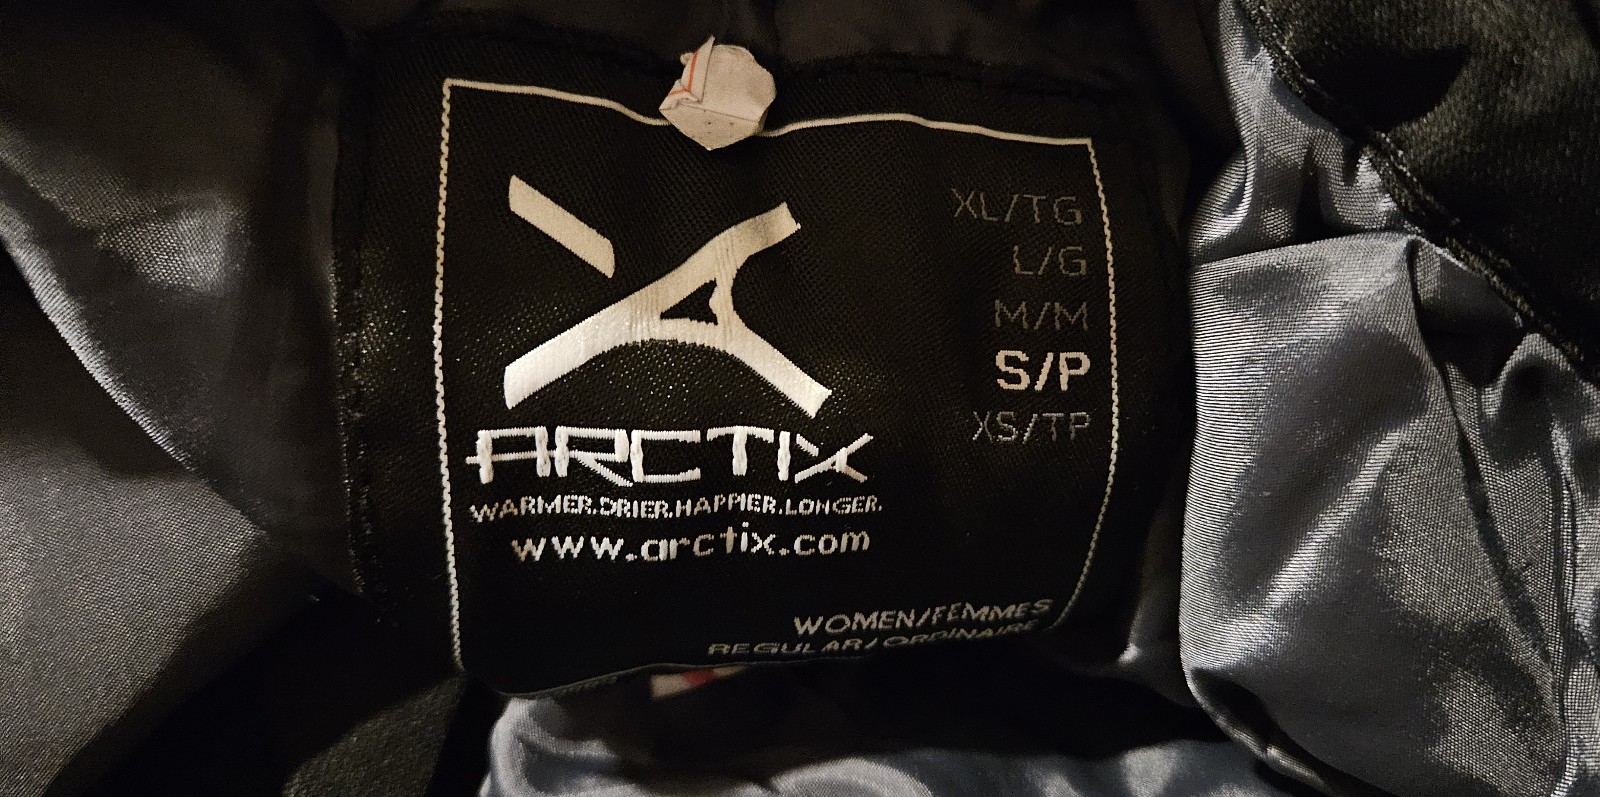 XL/TG
L/G
M/M
S/P
XS/TP
ARCTIX
WARMER.DRIER.HAPPIER.LONGER.
www.arctix.com
WOMEN/FEMMES
REGULAR/ORDINAIRE